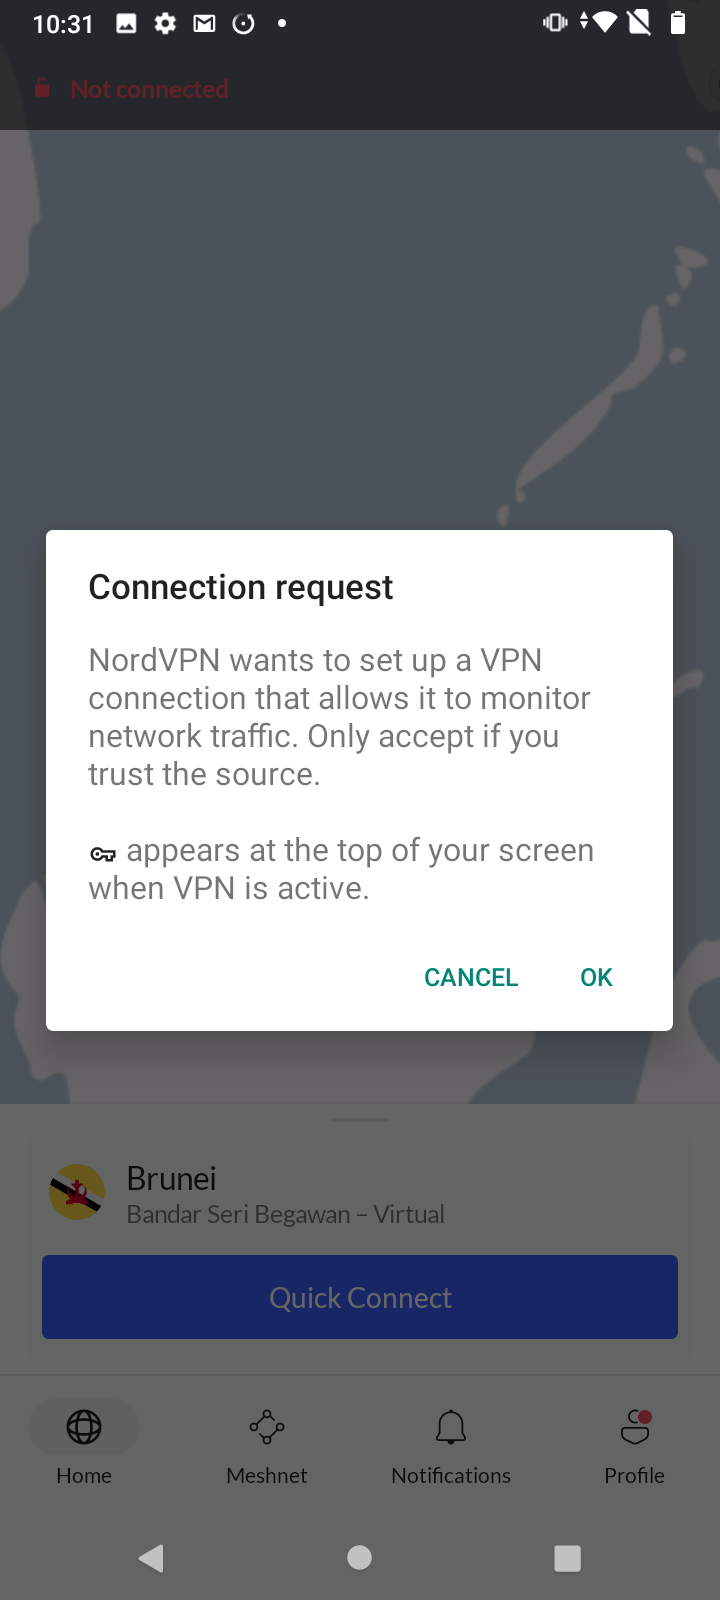 10:31
Not connected
Connection request
NordVPN wants to set up a VPN
connection that allows it to monitor
network traffic. Only accept if you
trust the source.
appears at the top of your screen
when VPN is active.
CANCEL OK
Brunei
Bandar Seri Begawan – Virtual
Quick Connect
Home Meshnet Notifications Profile